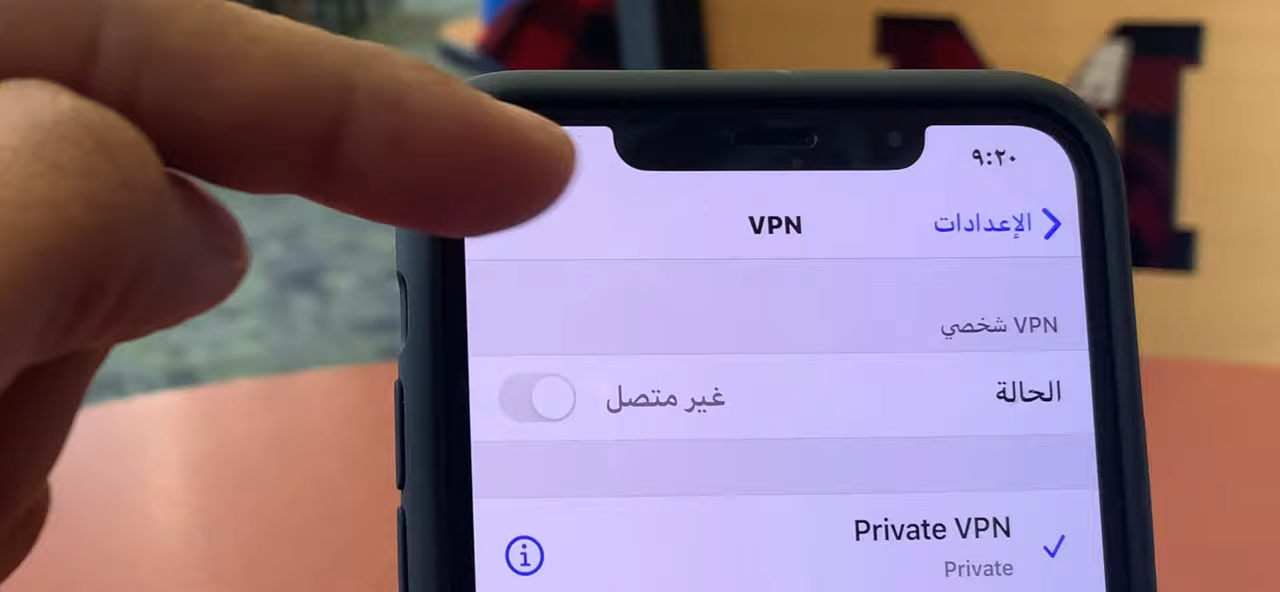 ٩:٢٠
الإعدادات
VPN
VPN شخصي
الحالة
غير متصل
Private VPN
Private